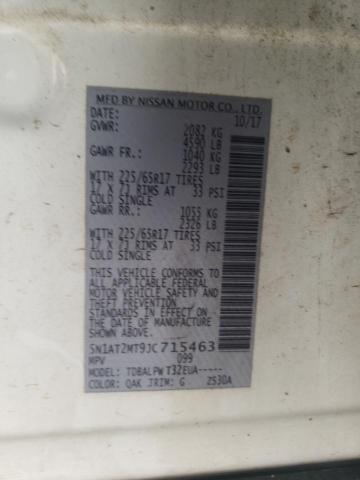 MFD BY NISSAN MOTOR CO., LTD.
DATE: 10/17
GVWR: 2082 KG
4590 LB
GAWR FR.: 1040 KG
2293 LB
WITH 225/65R17 TIRES
17 X 7J RIMS AT 33 PSI
COLD SINGLE
GAWR RR.: 1055 KG
2326 LB
WITH 225/65R17 TIRES
17 X 7J RIMS AT 33 PSI
COLD SINGLE
THIS VEHICLE CONFORMS TO
ALL APPLICABLE FEDERAL
MOTOR VEHICLE SAFETY
AND THEFT PREVENTION
STANDARDS IN EFFECT ON
THE DATE OF MANUFACTURE
SHOWN ABOVE.
5N1AT2MT9JC715463
MPV 099
MODEL: TDBALPW T32EUA-----
COLOR: QAK TRIM: G ZS30A